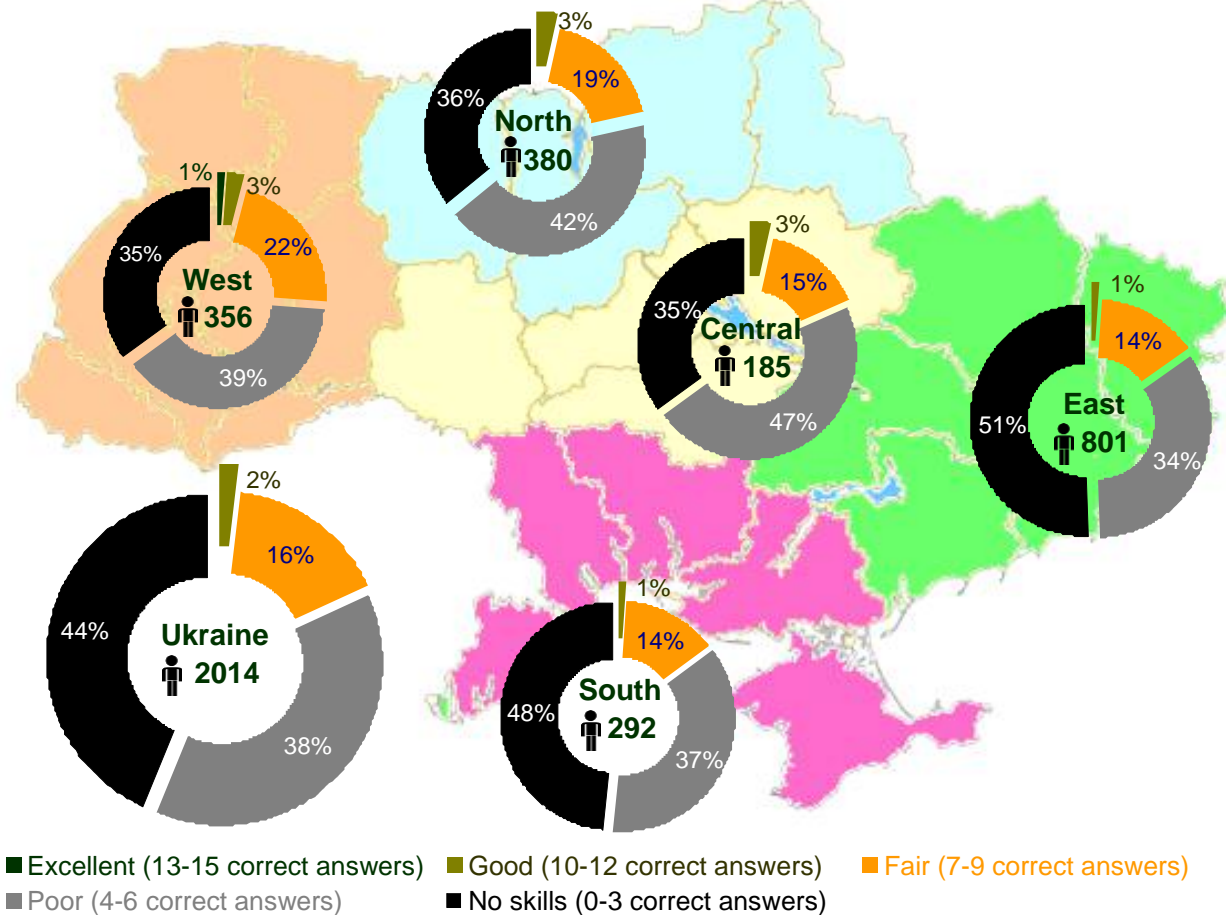 3%
19%
36%
North
380
42%
1%
3%
22%
35%
West
356
39%
3%
15%
35%
Central
185
47%
1%
14%
51%
East
801
34%
2%
16%
44%
Ukraine
2014
38%
1%
14%
48%
South
292
37%
Excellent (13-15 correct answers)
Good (10-12 correct answers)
Fair (7-9 correct answers)
Poor (4-6 correct answers)
No skills (0-3 correct answers)